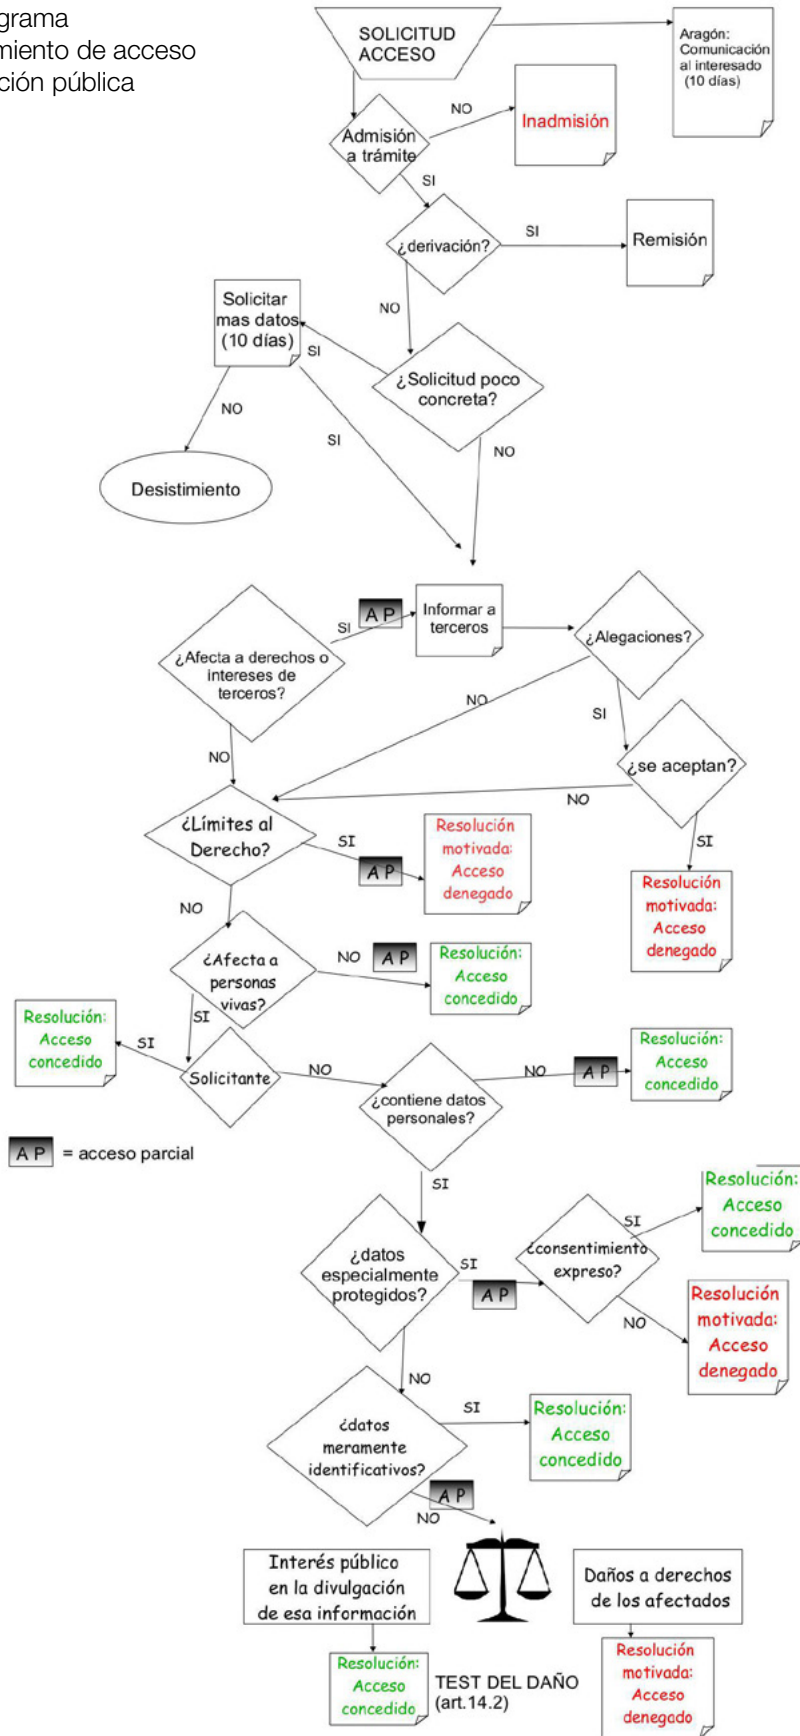 grama
miento de acceso
ción pública
SOLICITUD
ACCESO
Aragón:
Comunicación
al interesado
(10 días)
Admisión
a trámite
NO
Inadmisión
SI
¿derivación?
SI
Remisión
NO
Solicitar
mas datos
(10 días)
SI
¿Solicitud poco
concreta?
NO
SI
NO
Desistimiento
¿Afecta a derechos o
intereses de
terceros?
SI
A P
Informar a
terceros
¿Alegaciones?
NO
SI
NO
¿se aceptan?
NO
SI
¿Límites al
Derecho?
SI
A P
Resolución
motivada:
Acceso
denegado
Resolución
motivada:
Acceso
denegado
NO
¿Afecta a
personas
vivas?
NO
A P
Resolución:
Acceso
concedido
SI
Resolución:
Acceso
concedido
SI
Solicitante
NO
¿contiene datos
personales?
NO
A P
Resolución:
Acceso
concedido
A P
= acceso parcial
SI
¿datos
especialmente
protegidos?
SI
A P
¿consentimiento
expreso?
SI
Resolución:
Acceso
concedido
NO
Resolución
motivada:
Acceso
denegado
NO
¿datos
meramente
identificativos?
SI
Resolución:
Acceso
concedido
A P
NO
Interés público
en la divulgación
de esa información
Daños a derechos
de los afectados
Resolución:
Acceso
concedido
TEST DEL DAÑO
(art.14.2)
Resolución
motivada:
Acceso
denegado